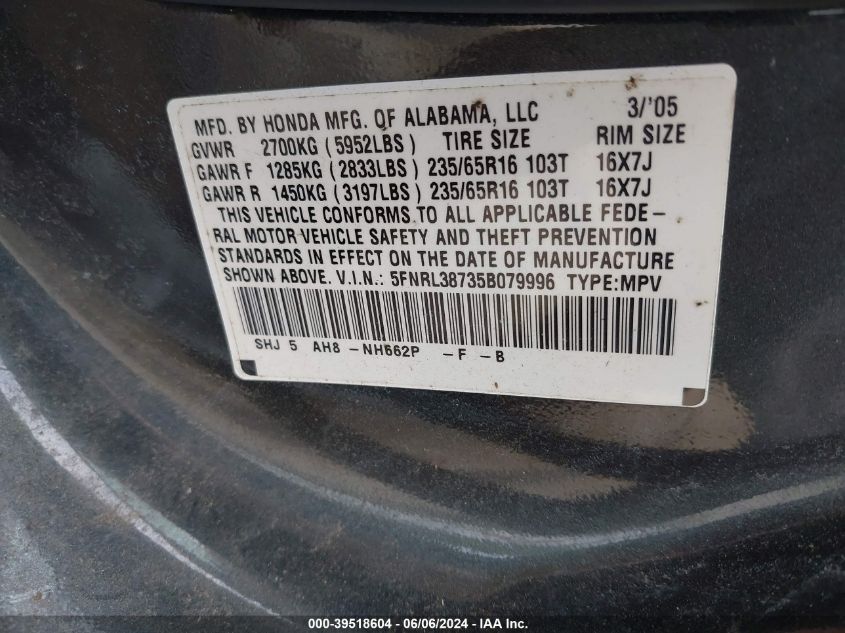 MFD. BY HONDA MFG. OF ALABAMA, LLC 3/'05
GVWR 2700KG (5952LBS) TIRE SIZE RIM SIZE
GAWR F 1285KG (2833LBS) 235/65R16 103T 16X7J
GAWR R 1450KG (3197LBS) 235/65R16 103T 16X7J
THIS VEHICLE CONFORMS TO ALL APPLICABLE FEDE-
RAL MOTOR VEHICLE SAFETY AND THEFT PREVENTION
STANDARDS IN EFFECT ON THE DATE OF MANUFACTURE
SHOWN ABOVE. V.I.N.: 5FNRL38735B079996 TYPE:MPV
SHJ 5 AH8 -NH662P -F -B
000-39518604 - 06/06/2024 - IAAI.com - Copyright IAA, Inc.